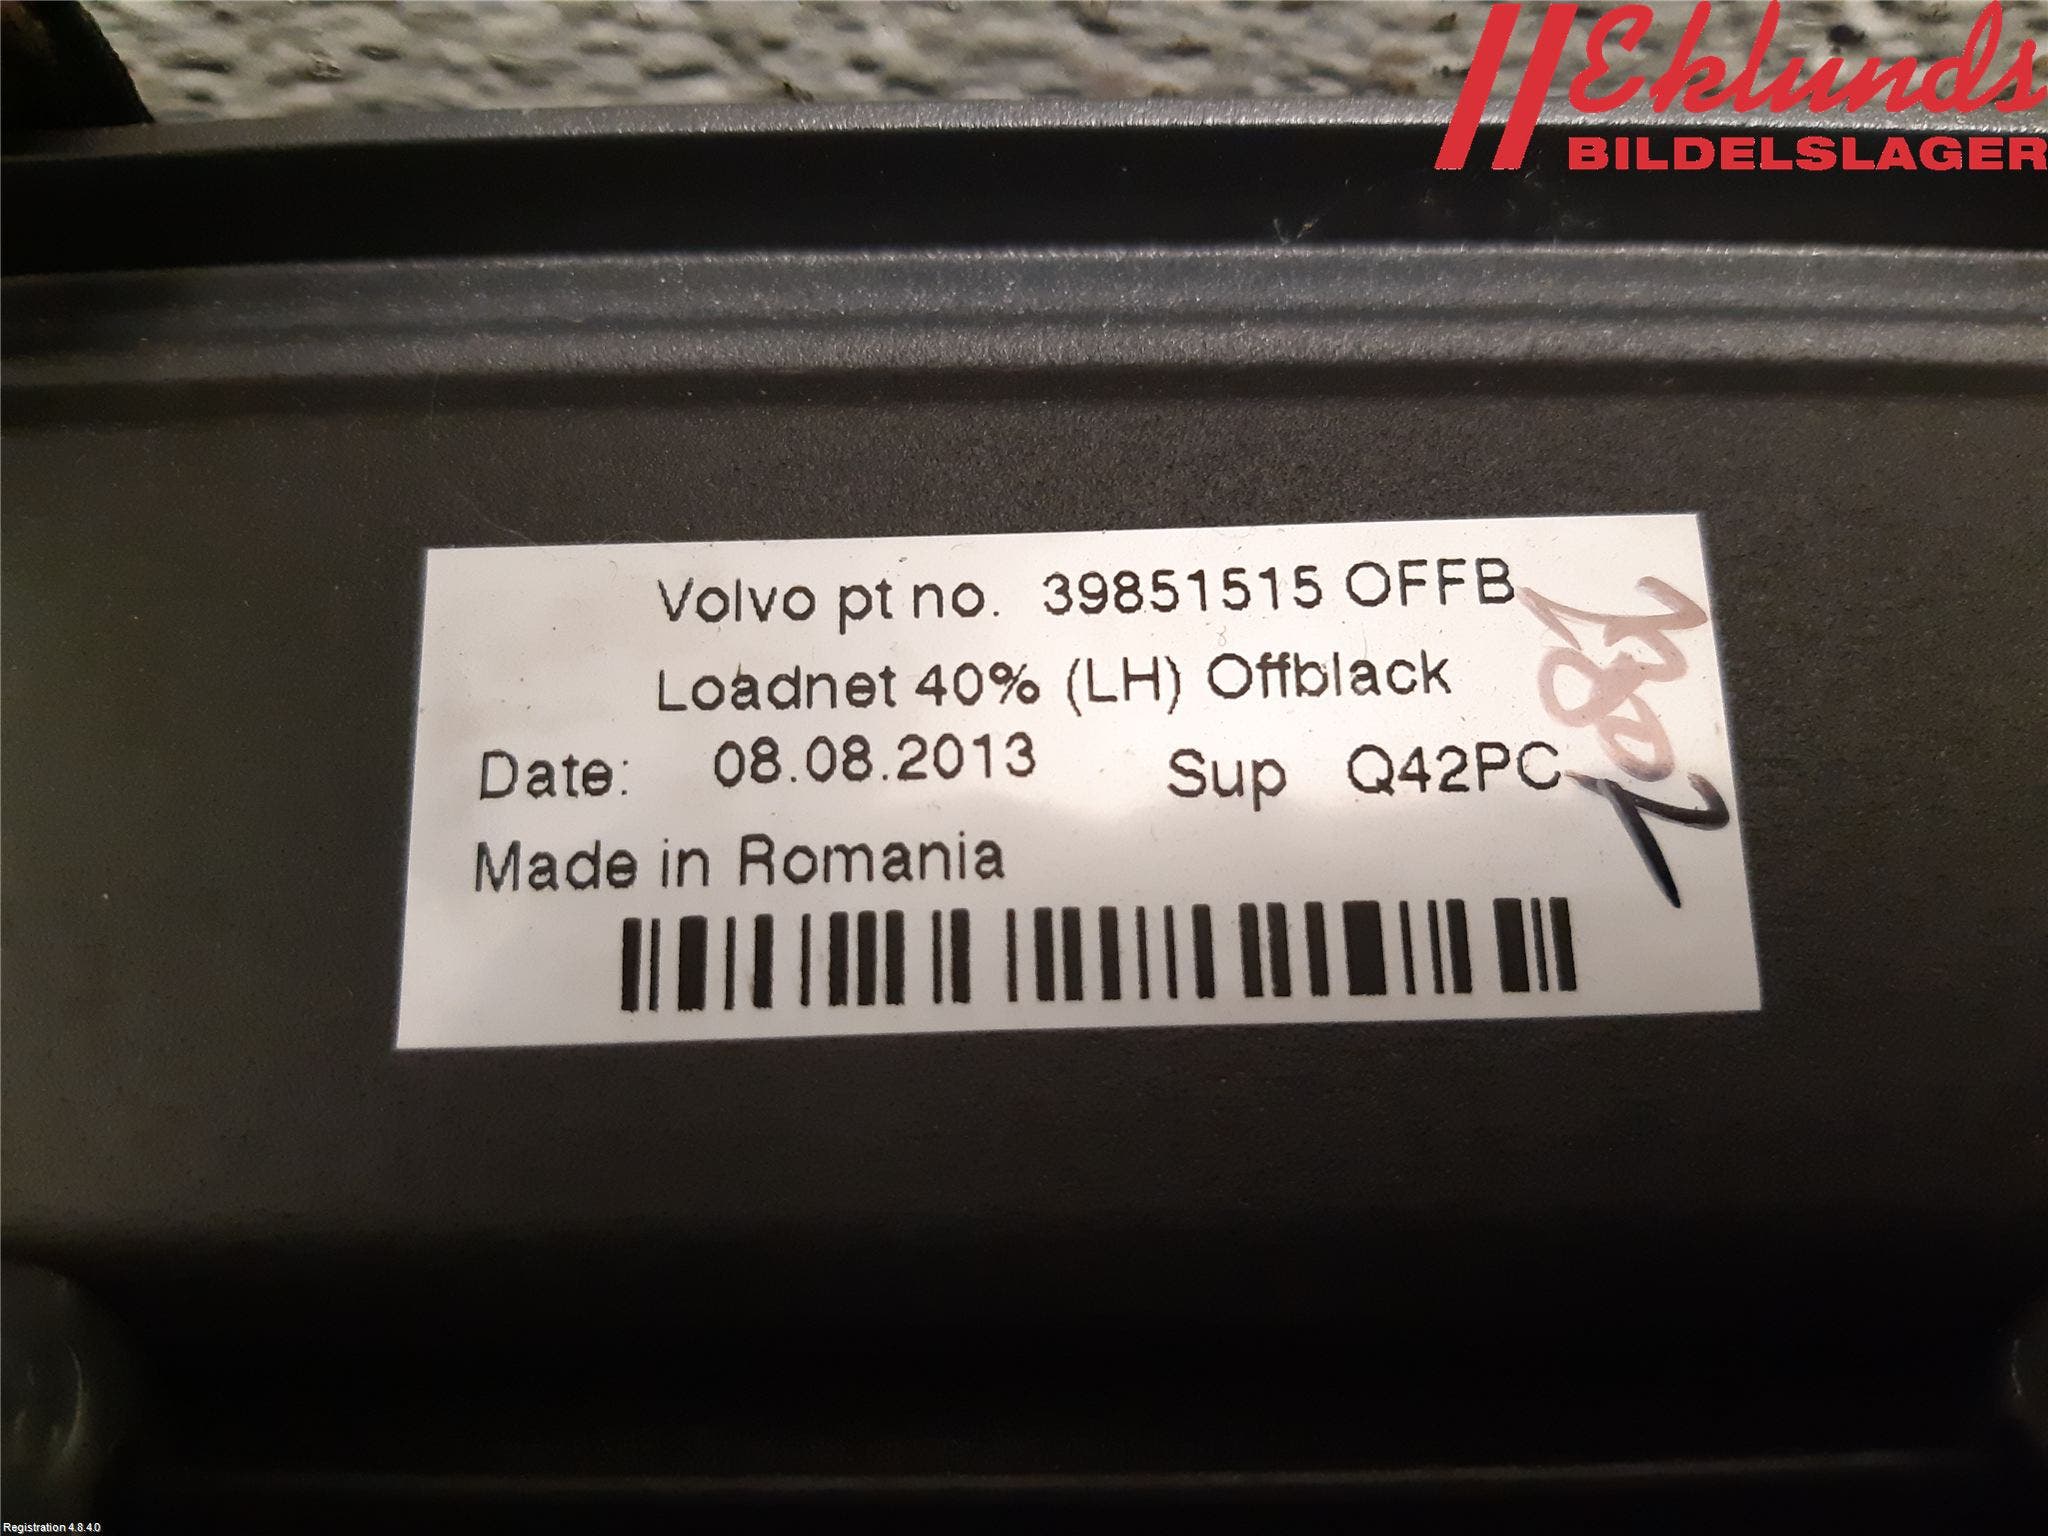 Eklunds
BILDELSLAGER
Volvo pt no. 39851515 OFFB
Loadnet 40% (LH) Offblack
Date: 08.08.2013 Sup Q42PC
Made in Romania
Registration 4.8.4.0